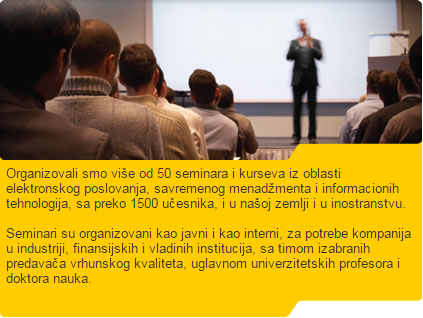 Organizovali smo više od 50 seminara i kurseva iz oblasti
elektronskog poslovanja, savremenog menadžmenta i informacionih
tehnologija, sa preko 1500 učesnika, i u našoj zemlji i u inostranstvu.
Seminari su organizovani kao javni i kao interni, za potrebe kompanija
u industriji, finansijskih i vladinih institucija, sa timom izabranih
predavača vrhunskog kvaliteta, uglavnom univerzitetskih profesora i
doktora nauka.